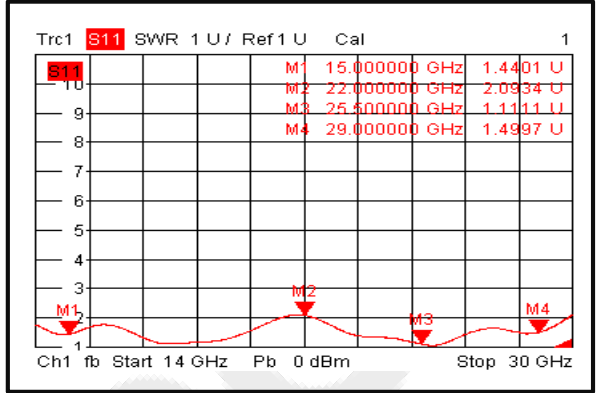 Trc1 S11 SWR 1 U / Ref 1 U Cal 1
S11
M1 15.000000 GHz 1.4401 U
M2 22.000000 GHz 2.0934 U
M3 25.500000 GHz 1.1111 U
M4 29.000000 GHz 1.4997 U
10
9
8
7
6
5
4
3
M2
M1
2
M3
M4
1
Ch1 fb Start 14 GHz Pb 0 dBm Stop 30 GHz